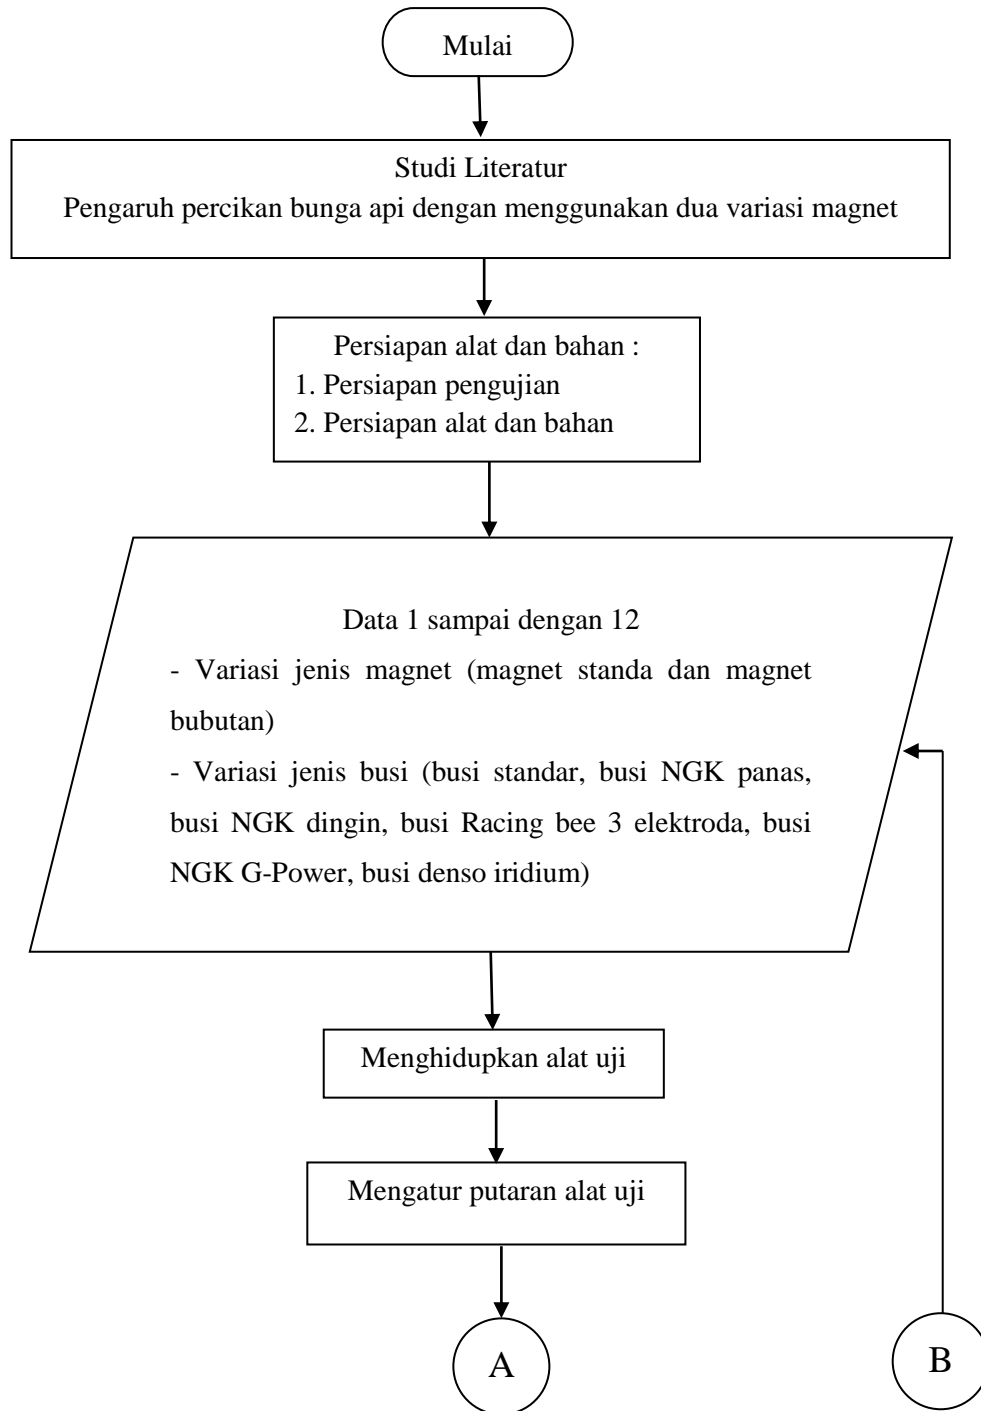 Mulai
Studi Literatur
Pengaruh percikan bunga api dengan menggunakan dua variasi magnet
Persiapan alat dan bahan :
1. Persiapan pengujian
2. Persiapan alat dan bahan
Data 1 sampai dengan 12
- Variasi jenis magnet (magnet standa dan magnet
bubutan)
- Variasi jenis busi (busi standar, busi NGK panas,
busi NGK dingin, busi Racing bee 3 elektroda, busi
NGK G-Power, busi denso iridium)
Menghidupkan alat uji
Mengatur putaran alat uji
A
B